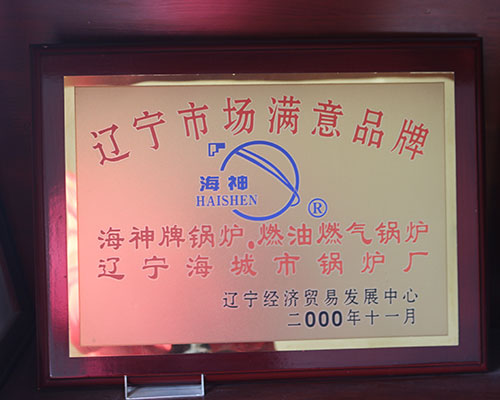 辽宁市场满意品牌
海神
HAISHEN
®
海神牌锅炉.燃油燃气锅炉
辽宁海城市锅炉厂
辽宁经济贸易发展中心
二000年十一月